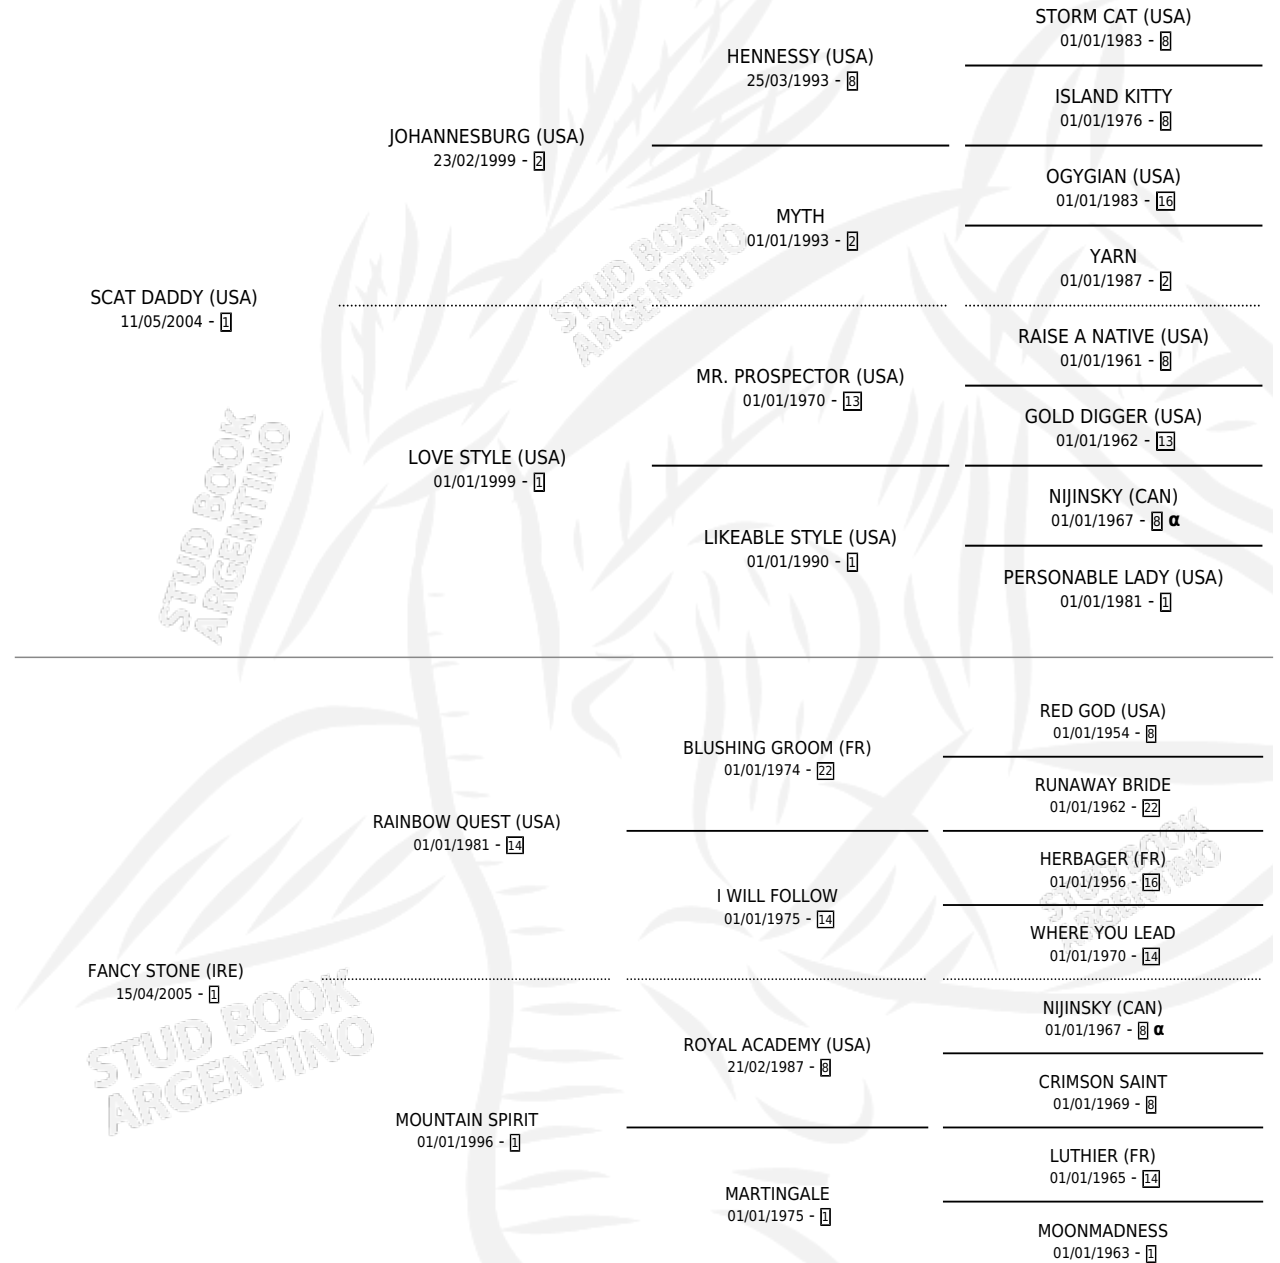 STORM CAT (USA)
01/01/1983 - 8
HENNESSY (USA)
25/03/1993 - 8
ISLAND KITTY
01/01/1976 - 8
JOHANNESBURG (USA)
23/02/1999 - 2
OGYGIAN (USA)
01/01/1983 - 16
MYTH
01/01/1993 - 2
YARN
01/01/1987 - 2
SCAT DADDY (USA)
11/05/2004 - 1
RAISE A NATIVE (USA)
01/01/1961 - 8
MR. PROSPECTOR (USA)
01/01/1970 - 13
GOLD DIGGER (USA)
01/01/1962 - 13
LOVE STYLE (USA)
01/01/1999 - 1
NIJINSKY (CAN)
01/01/1967 - 8 α
LIKEABLE STYLE (USA)
01/01/1990 - 1
PERSONABLE LADY (USA)
01/01/1981 - 1
RED GOD (USA)
01/01/1954 - 8
BLUSHING GROOM (FR)
01/01/1974 - 22
RUNAWAY BRIDE
01/01/1962 - 22
RAINBOW QUEST (USA)
01/01/1981 - 14
HERBAGER (FR)
01/01/1956 - 16
I WILL FOLLOW
01/01/1975 - 14
WHERE YOU LEAD
01/01/1970 - 14
FANCY STONE (IRE)
15/04/2005 - 1
NIJINSKY (CAN)
01/01/1967 - 8 α
ROYAL ACADEMY (USA)
21/02/1987 - 8
CRIMSON SAINT
01/01/1969 - 8
MOUNTAIN SPIRIT
01/01/1996 - 1
LUTHIER (FR)
01/01/1965 - 14
MARTINGALE
01/01/1975 - 1
MOONMADNESS
01/01/1963 - 1
STUD BOOK
ARGENTINO
STUD BOOK
ARGENTINO
STUD BOOK
ARGENTINO
STUD BOOK
ARGENTINO